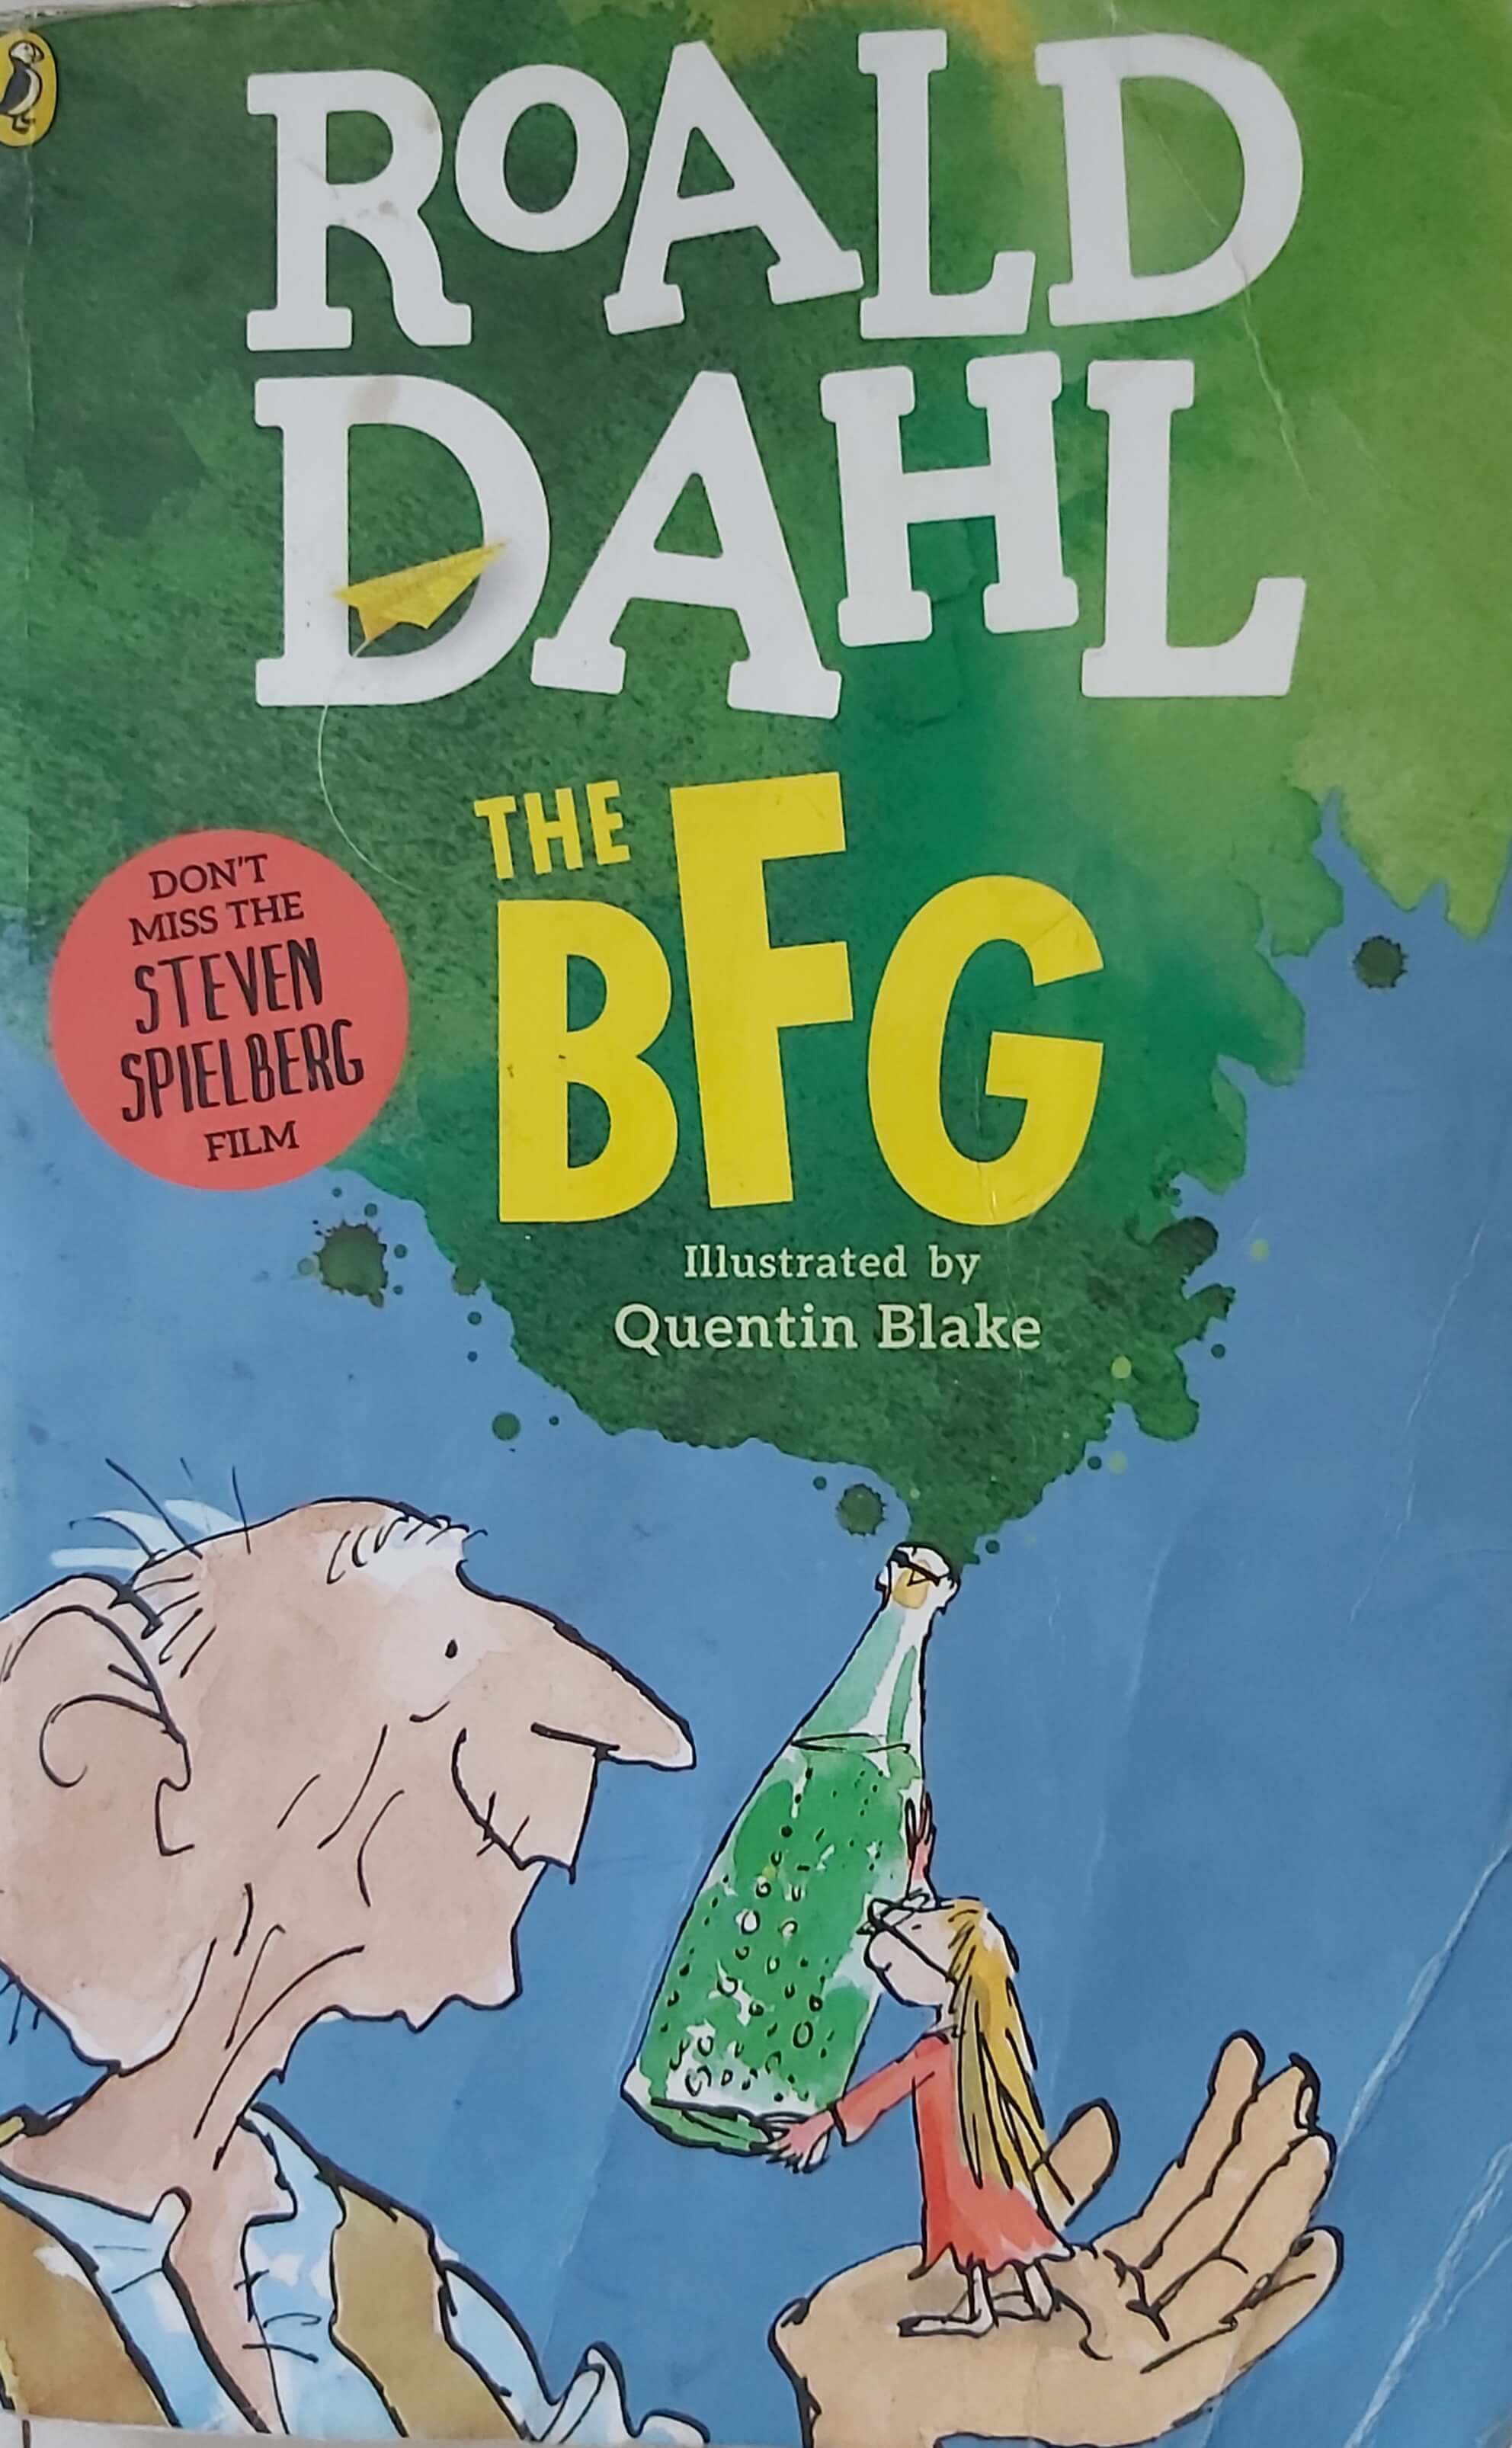 ROALD
DAHL
THE
BFG
DON'T
MISS THE
STEVEN
SPIELBERG
FILM
Illustrated by
Quentin Blake